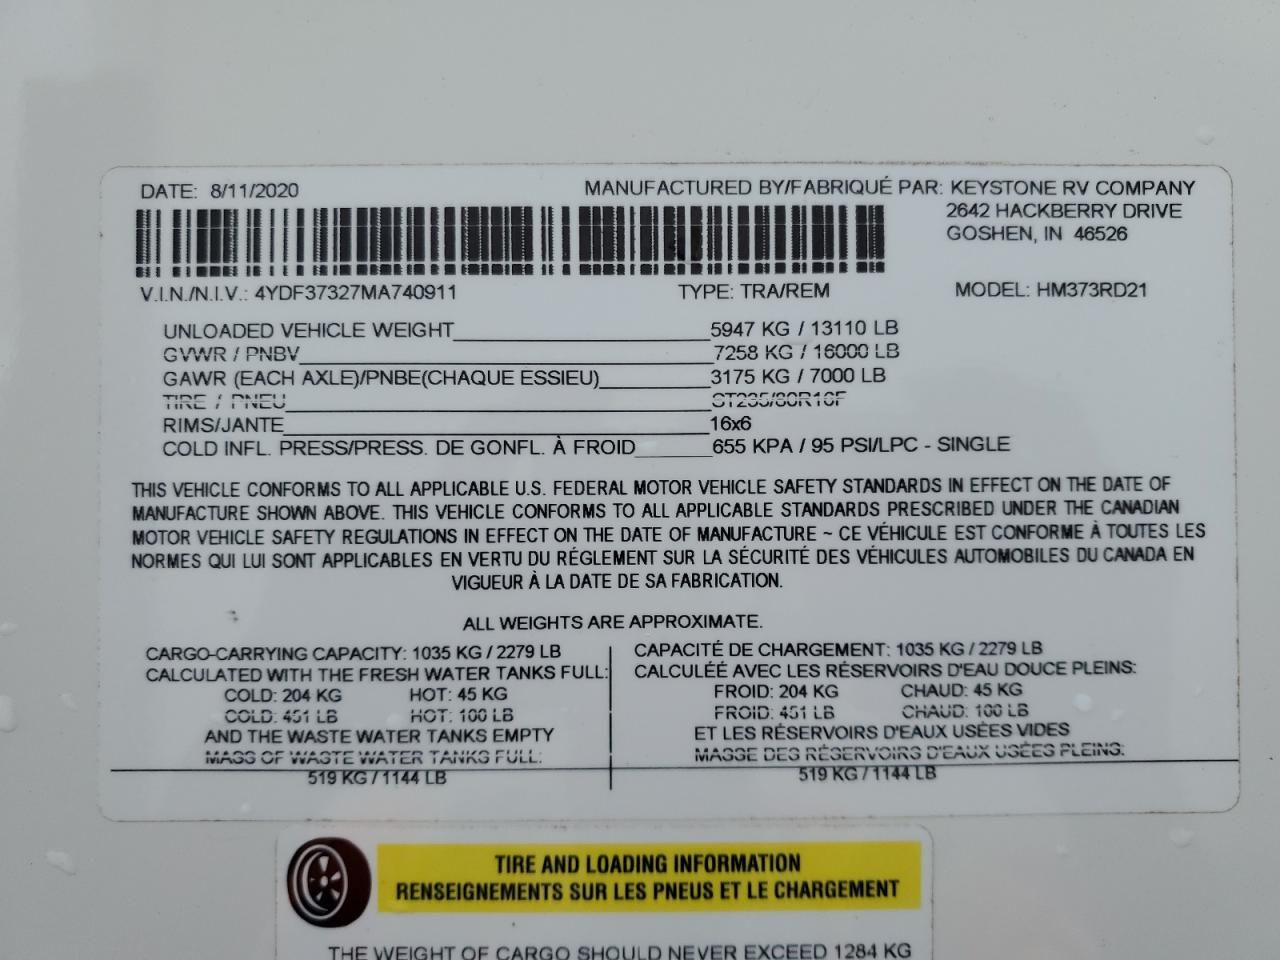 DATE: 8/11/2020
MANUFACTURED BY/FABRIQUÉ PAR: KEYSTONE RV COMPANY
2642 HACKBERRY DRIVE
GOSHEN, IN 46526
V.I.N./N.I.V.: 4YDF37327MA740911 TYPE: TRA/REM MODEL: HM373RD21
UNLOADED VEHICLE WEIGHT 5947 KG / 13110 LB
GVWR / PNBV 7258 KG / 16000 LB
GAWR (EACH AXLE)/PNBE(CHAQUE ESSIEU) 3175 KG / 7000 LB
TIRE / PNEU ST235/80R16F
RIMS/JANTE 16x6
COLD INFL. PRESS/PRESS. DE GONFL. À FROID 655 KPA / 95 PSI/LPC - SINGLE
THIS VEHICLE CONFORMS TO ALL APPLICABLE U.S. FEDERAL MOTOR VEHICLE SAFETY STANDARDS IN EFFECT ON THE DATE OF
MANUFACTURE SHOWN ABOVE. THIS VEHICLE CONFORMS TO ALL APPLICABLE STANDARDS PRESCRIBED UNDER THE CANADIAN
MOTOR VEHICLE SAFETY REGULATIONS IN EFFECT ON THE DATE OF MANUFACTURE ~ CE VÉHICULE EST CONFORME À TOUTES LES
NORMES QUI LUI SONT APPLICABLES EN VERTU DU RÉGLEMENT SUR LA SÉCURITÉ DES VÉHICULES AUTOMOBILES DU CANADA EN
VIGUEUR À LA DATE DE SA FABRICATION.
ALL WEIGHTS ARE APPROXIMATE.
CARGO-CARRYING CAPACITY: 1035 KG / 2279 LB
CALCULATED WITH THE FRESH WATER TANKS FULL:
COLD: 204 KG HOT: 45 KG
COLD: 451 LB HOT: 100 LB
AND THE WASTE WATER TANKS EMPTY
MASS OF WASTE WATER TANKS FULL:
519 KG / 1144 LB
CAPACITÉ DE CHARGEMENT: 1035 KG / 2279 LB
CALCULÉÉ AVEC LES RÉSERVOIRS D'EAU DOUCE PLEINS:
FROID: 204 KG CHAUD: 45 KG
FROID: 451 LB CHAUD: 100 LB
ET LES RÉSERVOIRS D'EAUX USÉES VIDES
MASSE DES RÉSERVOIRS D'EAUX USÉES PLEINS:
519 KG / 1144 LB
TIRE AND LOADING INFORMATION
RENSEIGNEMENTS SUR LES PNEUS ET LE CHARGEMENT
THE WEIGHT OF CARGO SHOULD NEVER EXCEED 1284 KG